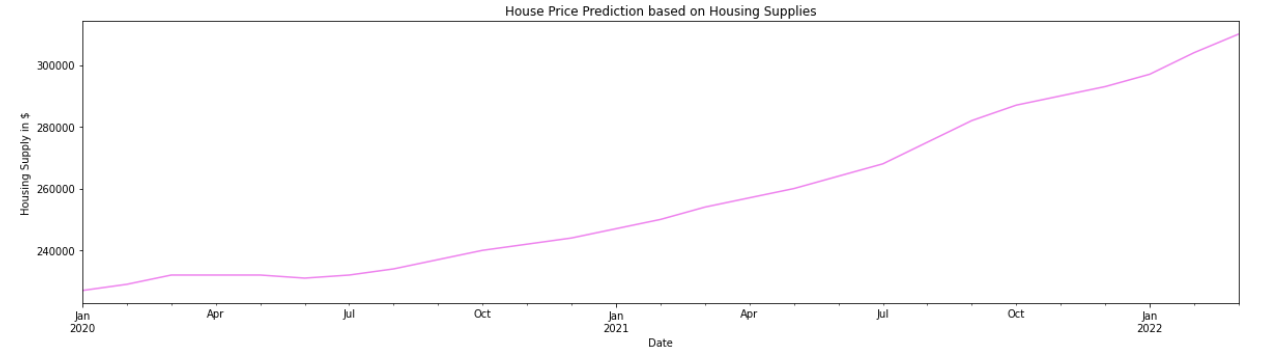 House Price Prediction based on Housing Supplies
Housing Supply in $
300000
280000
260000
240000
Jan Apr Jul Oct Jan Apr Jul Oct Jan
2020 2021 2022
Date